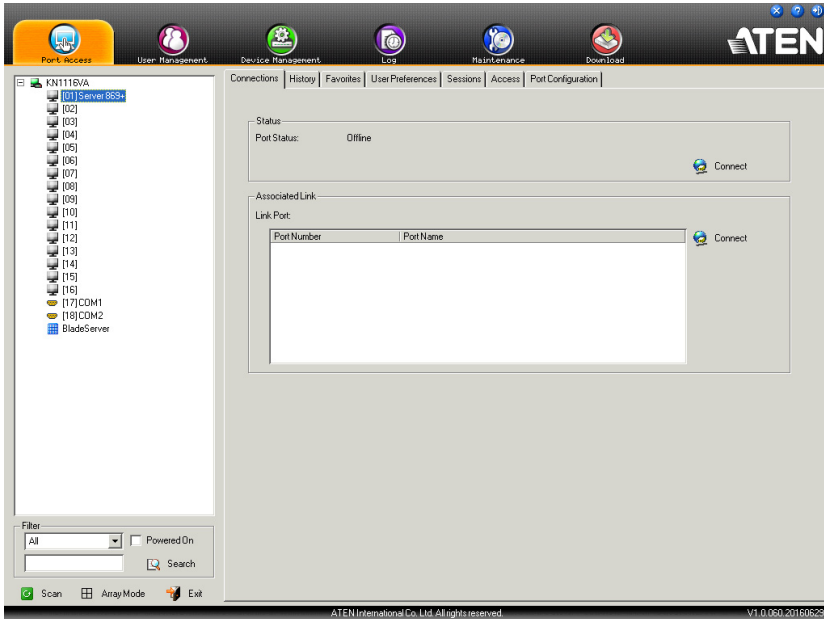 ATEN
Port Access
User Management
Device Management
Log
Maintenance
Download
KN1116VA
[01]Server 869+
[02]
[03]
[04]
[05]
[06]
[07]
[08]
[09]
[10]
[11]
[12]
[13]
[14]
[15]
[16]
[17]COM1
[18]COM2
BladeServer
Filter
All
Powered On
Search
Scan
Array Mode
Exit
Connections History Favorites User Preferences Sessions Access Port Configuration
Status
Port Status: Offline
Connect
Associated Link
Link Port:
Port Number Port Name
Connect
ATEN International Co., Ltd. All rights reserved.
V1.0.060.20160629